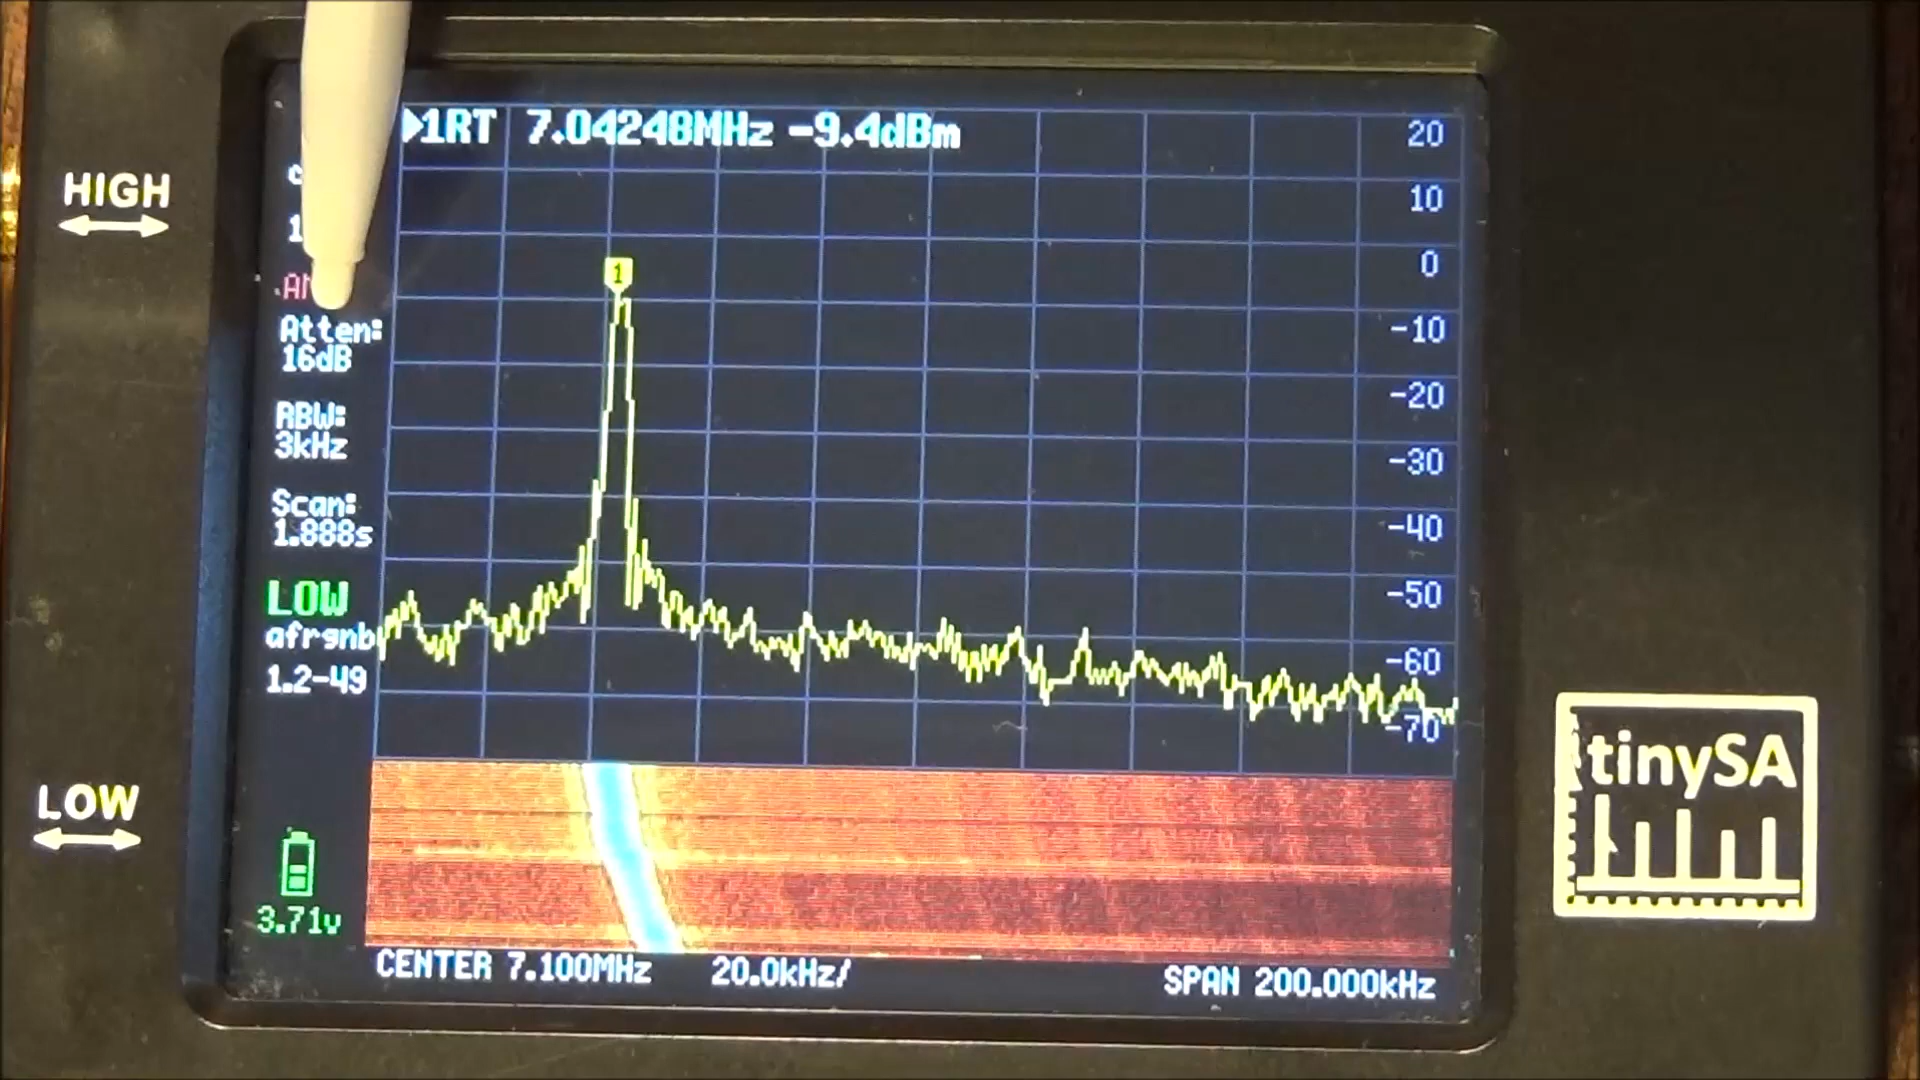 ▶1RT 7.04248MHz -9.4dBm
20
10
0
-10
-20
-30
-40
-50
-60
-70
1
Atten:
16dB
RBW:
3kHz
Scan:
1.888s
LOW
afrgnb
1.2-49
3.71v
CENTER 7.100MHz 20.0kHz/ SPAN 200.000kHz
HIGH
LOW
tinySA